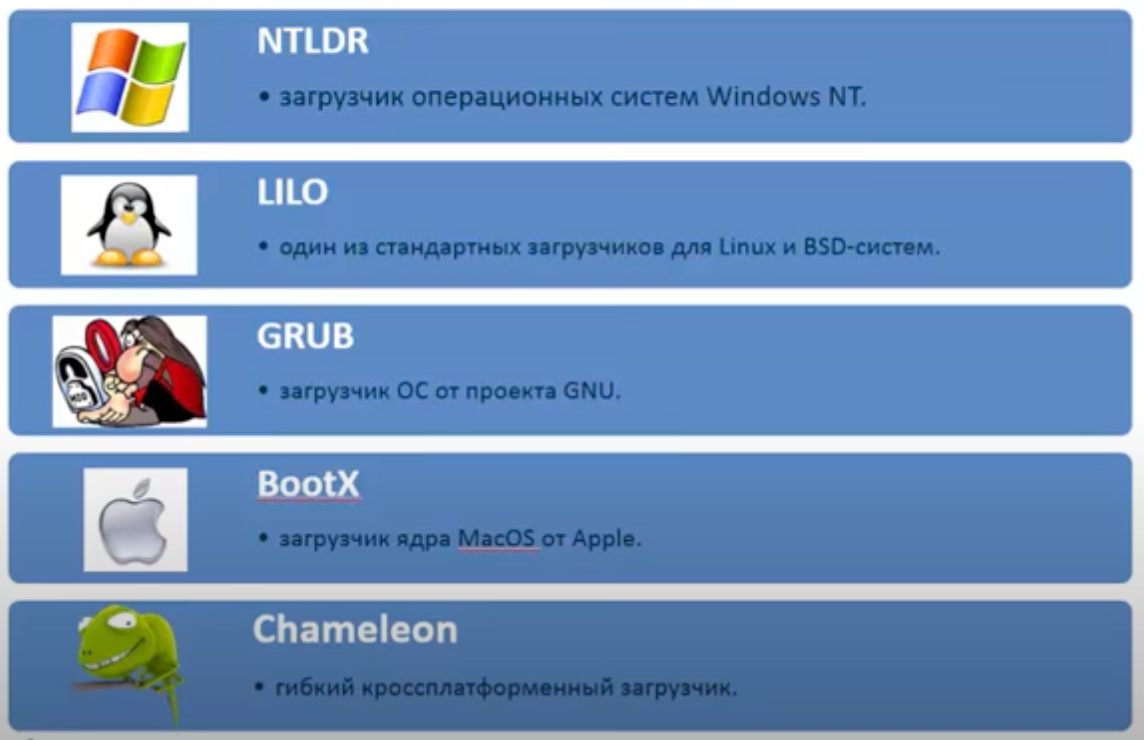 NTLDR
• загрузчик операционных систем Windows NT.
LILO
• один из стандартных загрузчиков для Linux и BSD-систем.
GRUB
• загрузчик ОС от проекта GNU.
BootX
• загрузчик ядра MacOS от Apple.
Chameleon
• гибкий кроссплатформенный загрузчик.